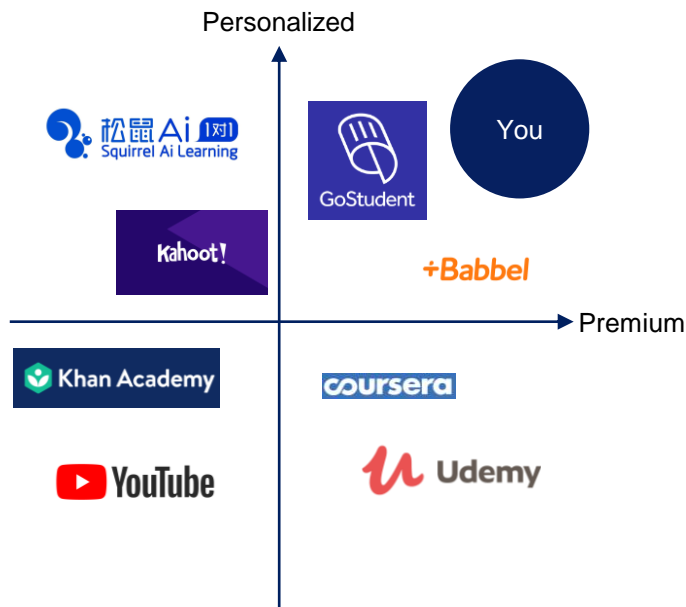 Personalized
松鼠Ai 1对1
Squirrel Ai Learning
GoStudent
You
Kahoot!
+Babbel
Premium
Khan Academy
coursera
YouTube
Udemy